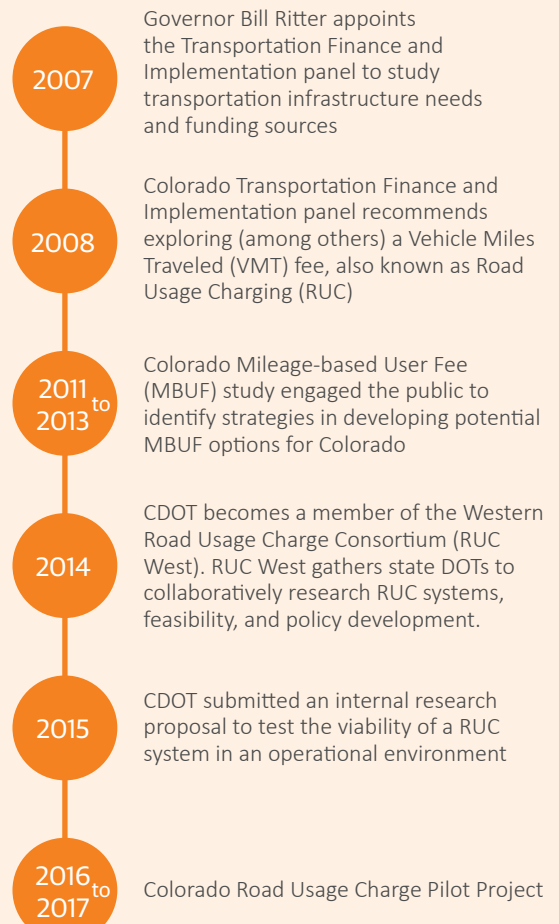 2007
Governor Bill Ritter appoints
the Transportation Finance and
Implementation panel to study
transportation infrastructure needs
and funding sources
2008
Colorado Transportation Finance and
Implementation panel recommends
exploring (among others) a Vehicle Miles
Traveled (VMT) fee, also known as Road
Usage Charging (RUC)
2011 to
2013
Colorado Mileage-based User Fee
(MBUF) study engaged the public to
identify strategies in developing potential
MBUF options for Colorado
2014
CDOT becomes a member of the Western
Road Usage Charge Consortium (RUC
West). RUC West gathers state DOTs to
collaboratively research RUC systems,
feasibility, and policy development.
2015
CDOT submitted an internal research
proposal to test the viability of a RUC
system in an operational environment
2016 to
2017
Colorado Road Usage Charge Pilot Project